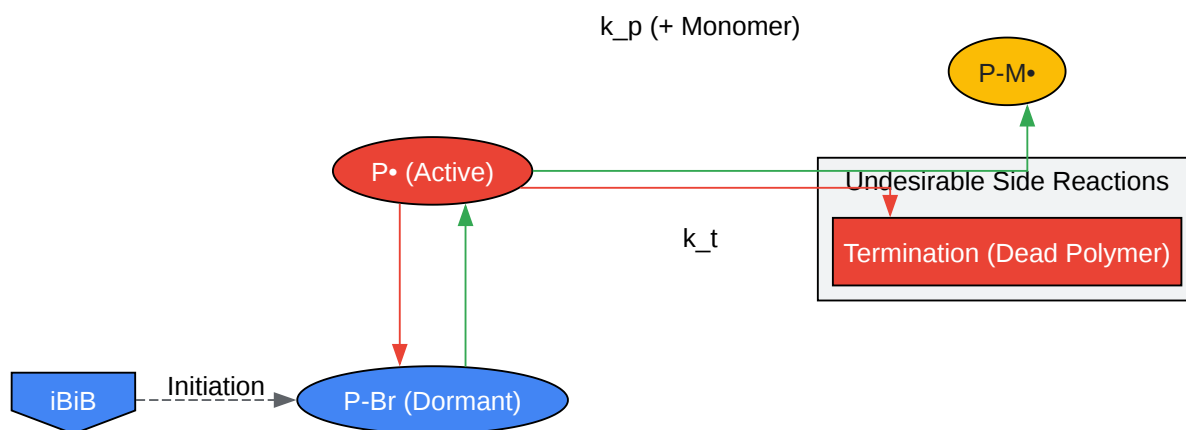 k_p (+ Monomer)
P-M•
P• (Active)
Undesirable Side Reactions
k_t
Termination (Dead Polymer)
iBiB
Initiation
P-Br (Dormant)